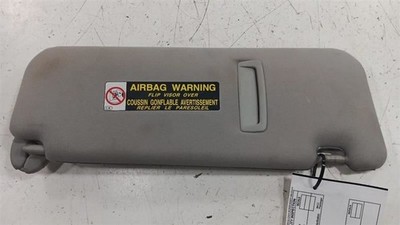 AIRBAG WARNING
FLIP VISOR OVER
COUSSIN GONFLABLE AVERTISSEMENT
REPLIER LE PARESOLEIL